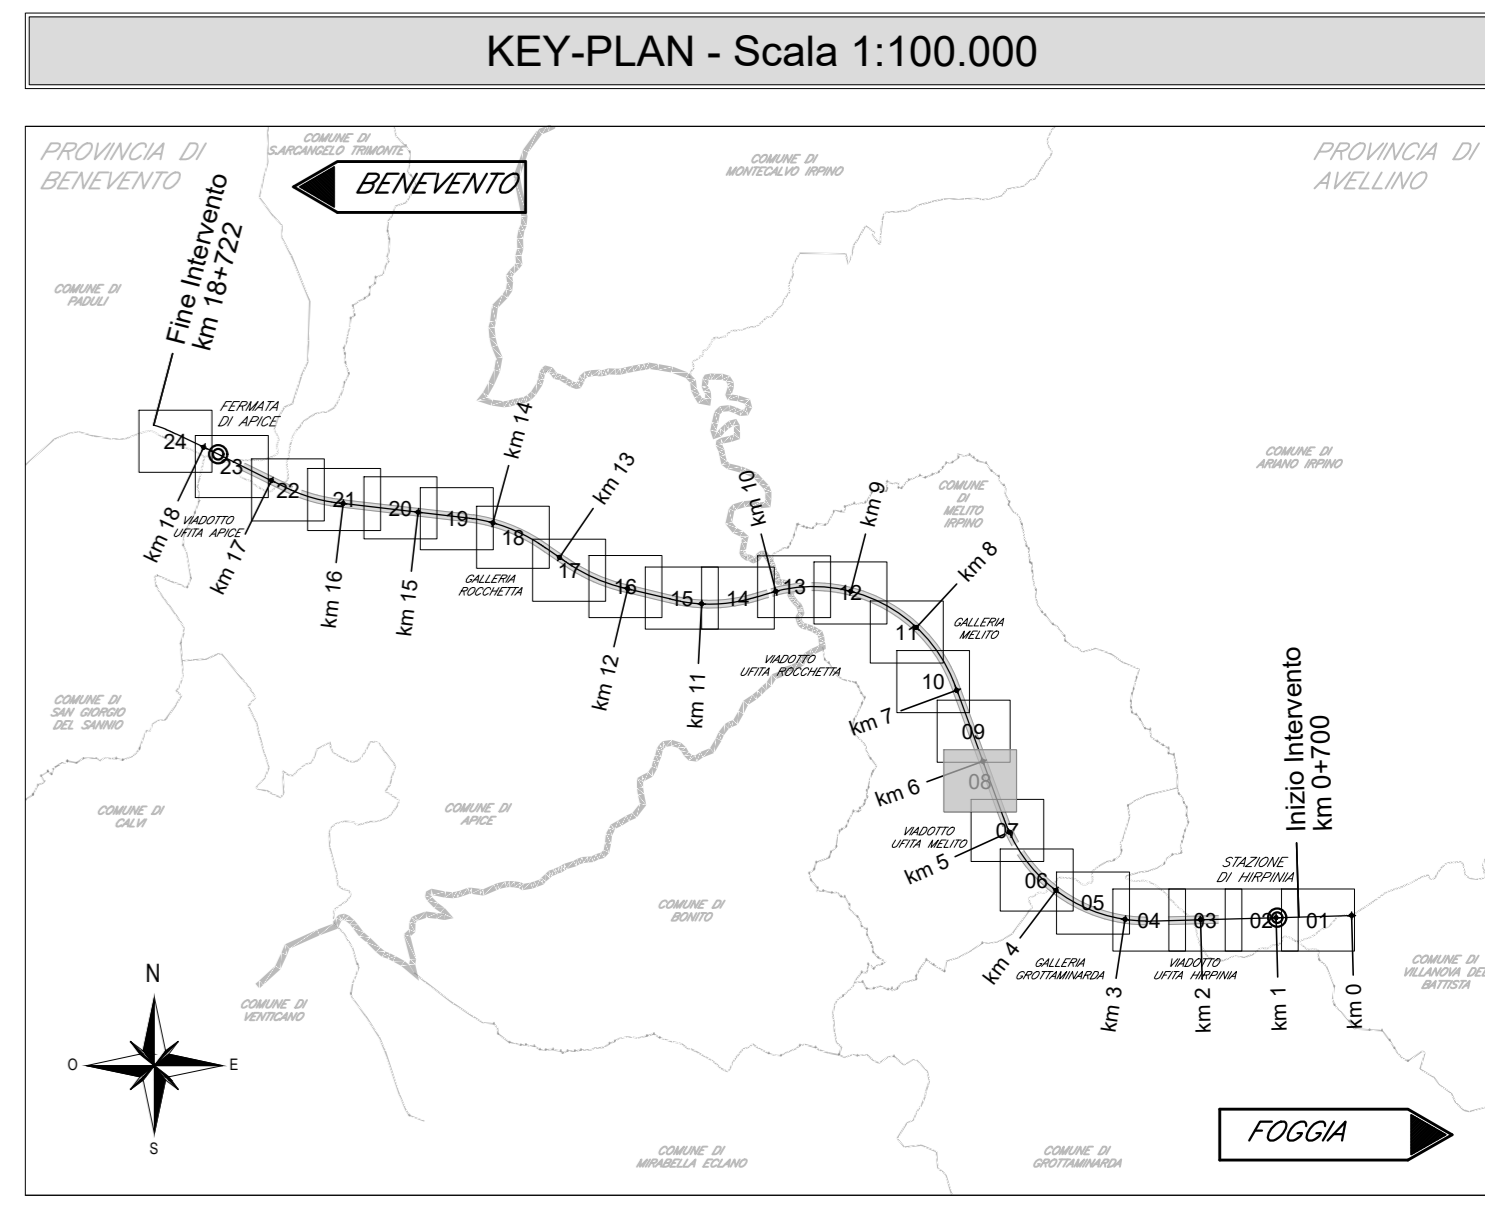 KEY-PLAN - Scala 1:100.000
PROVINCIA DI
BENEVENTO
COMUNE DI
S.ARCANGELO TRIMONTE
BENEVENTO
COMUNE DI
MONTECALVO IRPINO
PROVINCIA DI
AVELLINO
Fine Intervento
km 18+722
COMUNE DI
PADULI
FERMATA
DI APICE
24
23
22
21
20
19
18
17
16
15
14
13
12
11
10
09
08
07
06
05
04
03
02
01
km 18
km 17
km 16
km 15
km 14
km 13
km 12
km 11
km 10
km 9
km 8
km 7
km 6
km 5
km 4
km 3
km 2
km 1
km 0
VIADOTTO
UFITA APICE
GALLERIA
ROCCHETTA
VIADOTTO
UFITA ROCCHETTA
COMUNE
DI
MELITO
IRPINO
COMUNE DI
ARIANO IRPINO
GALLERIA
MELITO
Inizio Intervento
km 0+700
COMUNE DI
SAN GIORGIO
DEL SANNIO
COMUNE DI
CALVI
COMUNE DI
APICE
VIADOTTO
UFITA MELITO
STAZIONE
DI HIRPINIA
COMUNE DI
BONITO
GALLERIA
GROTTAMINARDA
VIADOTTO
UFITA HIRPINIA
COMUNE DI
VILLANOVA DEL
BATTISTA
COMUNE DI
VENTICANO
N
O
E
S
FOGGIA
COMUNE DI
MIRABELLA ECLANO
COMUNE DI
GROTTAMINARDA